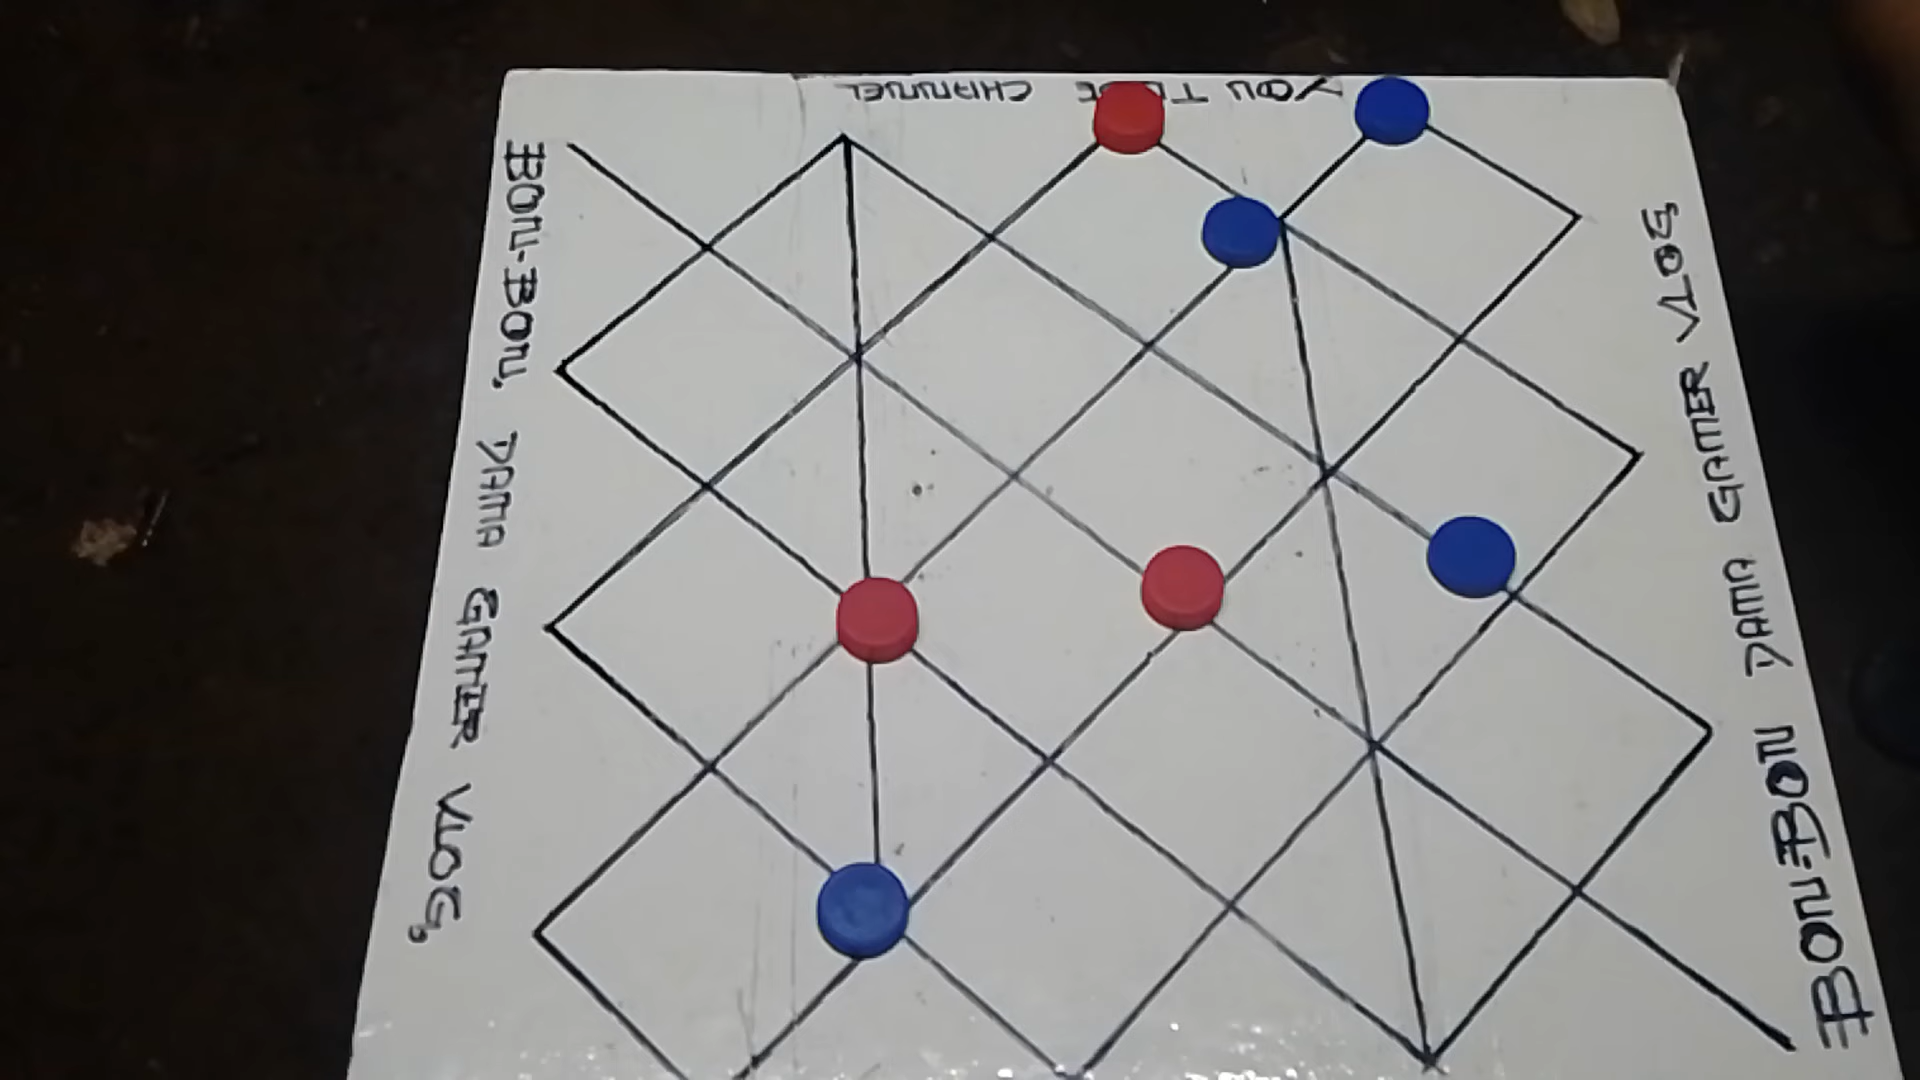 YOU TUBE CHANNEL
BON-BON, DAMA GAMER VLOG,
BON-BON DAMA GAMER VLOG